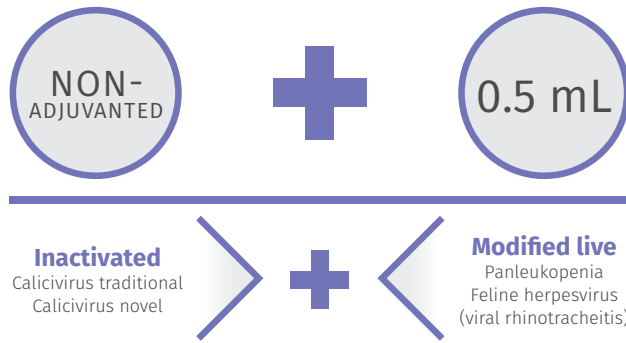 NON-
ADJUVANTED
0.5 mL
Inactivated
Calicivirus traditional
Calicivirus novel
Modified live
Panleukopenia
Feline herpesvirus
(viral rhinotracheitis)